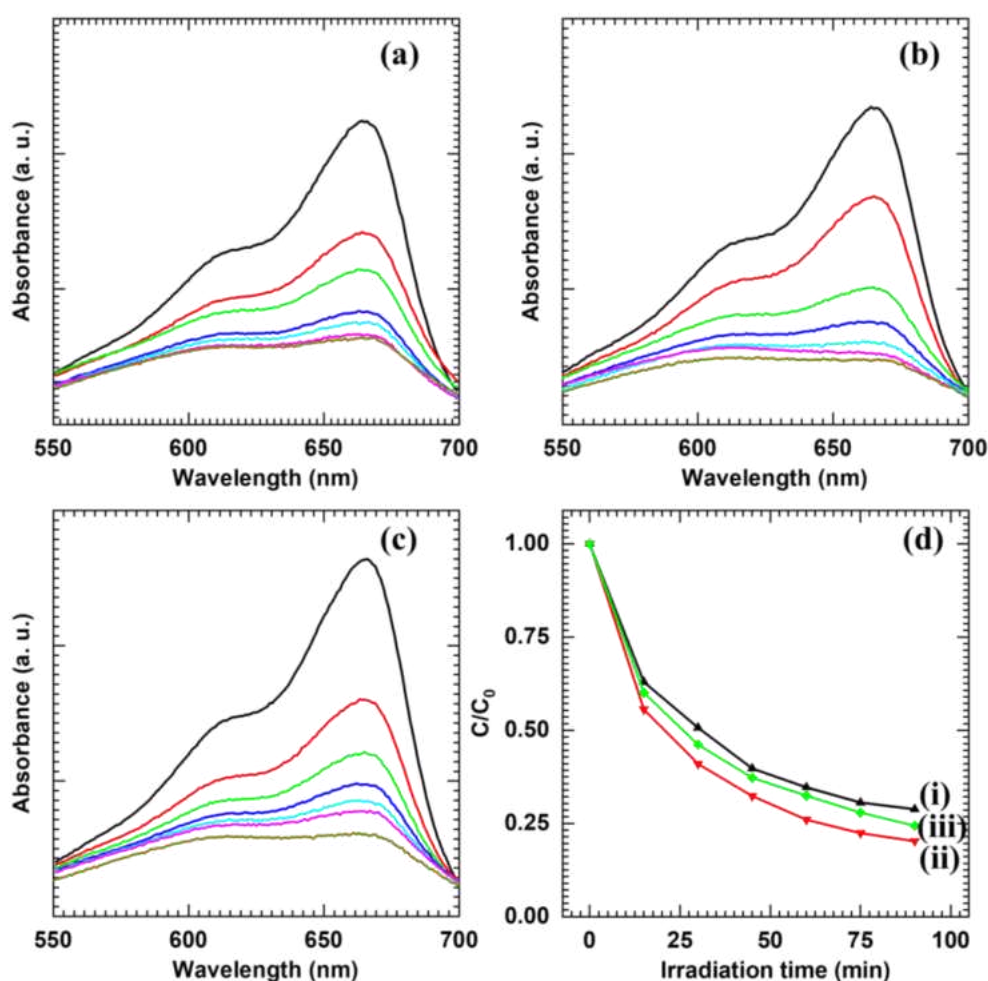 (a)
Absorbance (a. u.)
550 600 650 700
Wavelength (nm)
(b)
Absorbance (a. u.)
550 600 650 700
Wavelength (nm)
(c)
Absorbance (a. u.)
550 600 650 700
Wavelength (nm)
(d)
C/C0
1.00
0.75
0.50
0.25
0.00
(i)
(iii)
(ii)
0 25 50 75 100
Irradiation time (min)